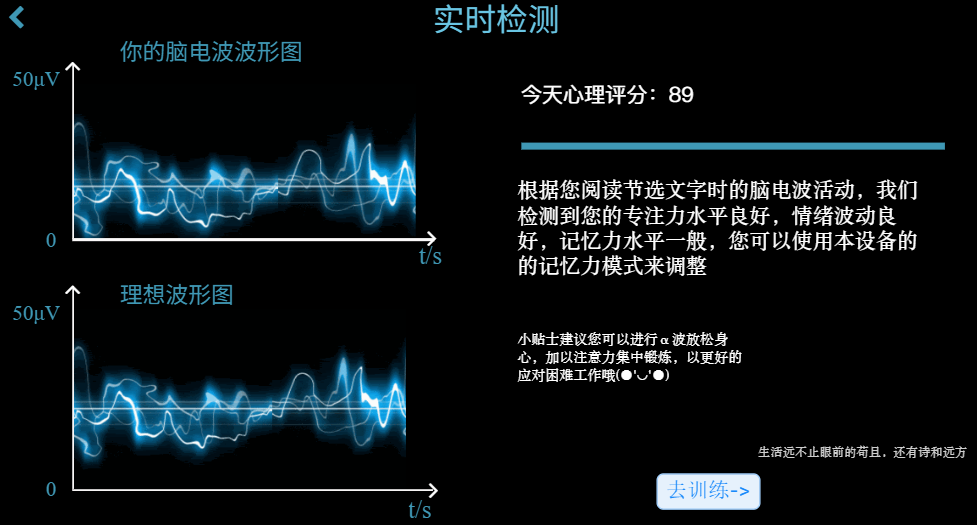 实时检测
你的脑电波波形图
50μV
0
t/s
理想波形图
50μV
0
t/s
今天心理评分：89
根据您阅读节选文字时的脑电波活动，我们
检测到您的专注力水平良好，情绪波动良
好，记忆力水平一般，您可以使用本设备的
的记忆力模式来调整
小贴士建议您可以进行α波放松身
心，加以注意力集中锻炼，以更好的
应对困难工作哦(●'◡'●)
生活远不止眼前的苟且，还有诗和远方
去训练->